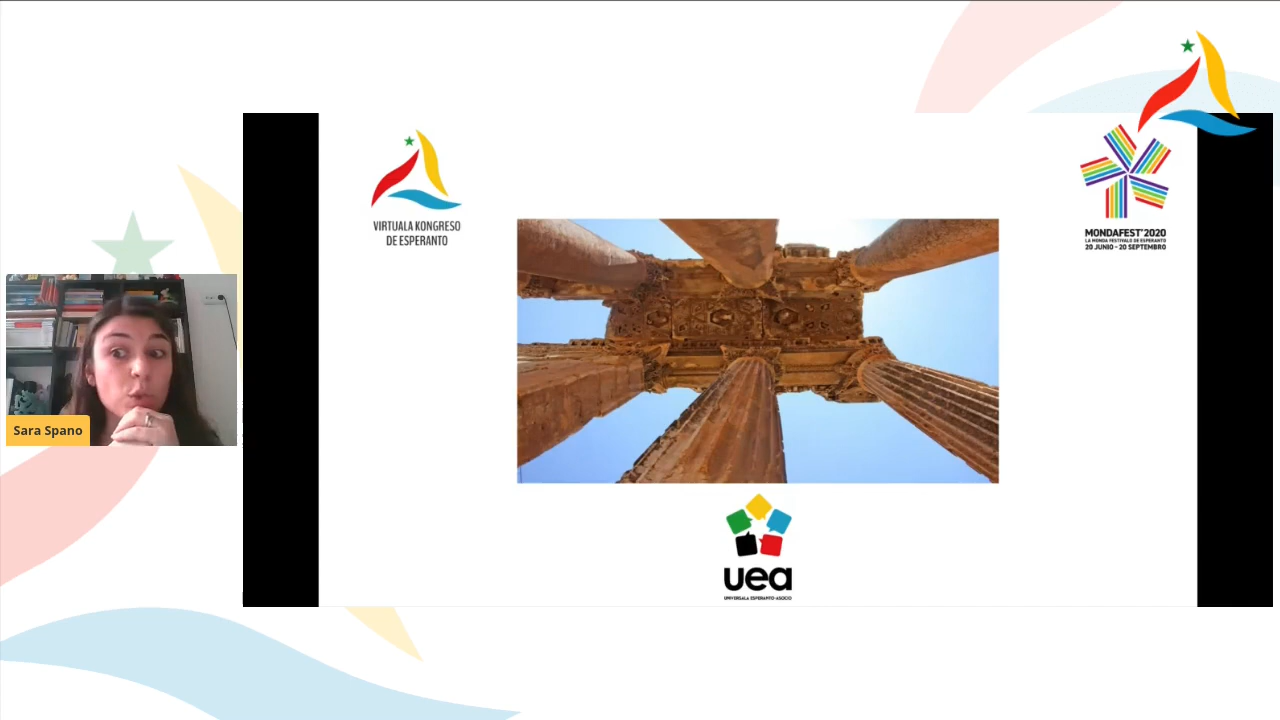 VIRTUALA KONGRESO
DE ESPERANTO
MONDAFEST'2020
LA MONDA FESTIVALO DE ESPERANTO
20 JUNIO - 20 SEPTEMBRO
Sara Spano
uea
UNIVERSALA ESPERANTO-ASOCIO